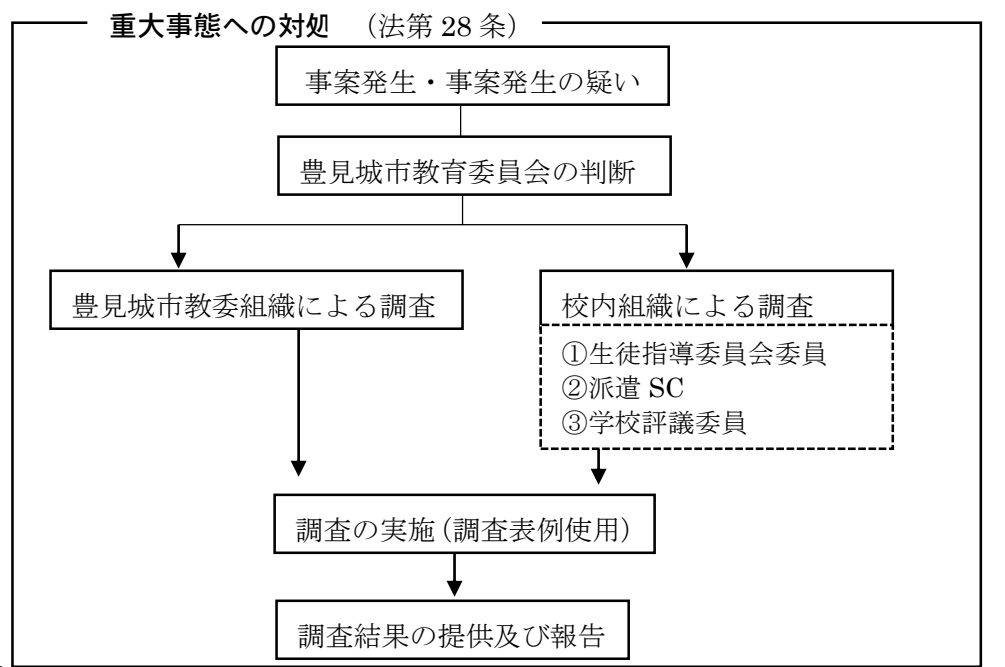 重大事態への対処 （法第 28 条）
事案発生・事案発生の疑い
豊見城市教育委員会の判断
豊見城市教委組織による調査
校内組織による調査
①生徒指導委員会委員
②派遣 SC
③学校評議委員
調査の実施（調査表例使用）
調査結果の提供及び報告